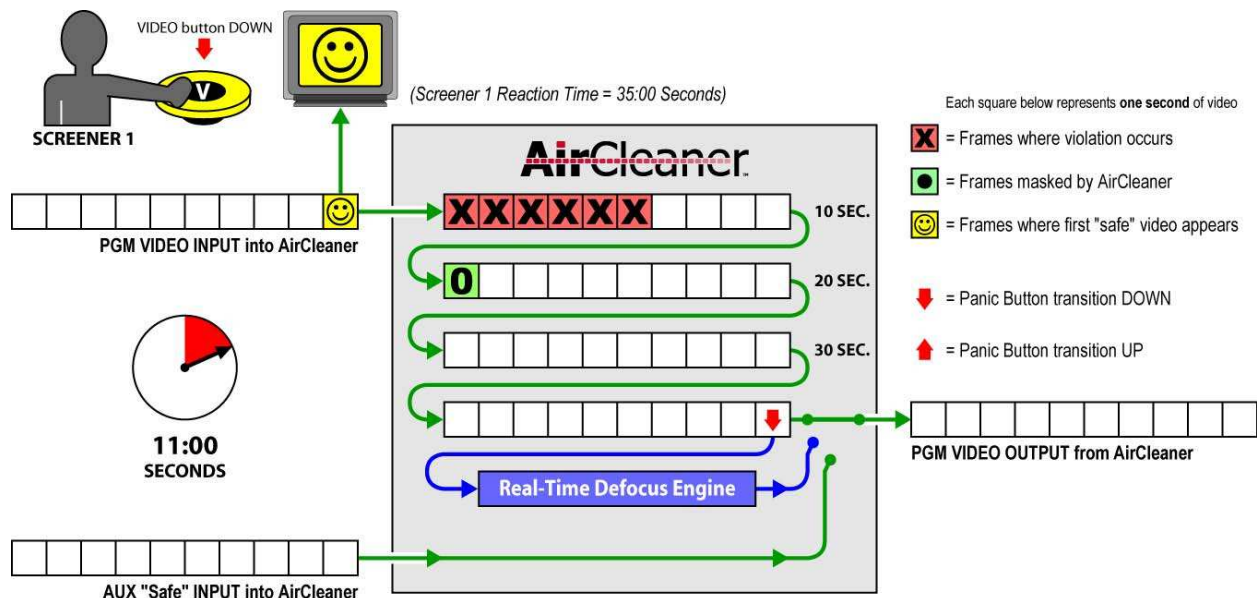 VIDEO button DOWN
V
SCREENER 1
(Screener 1 Reaction Time = 35:00 Seconds)
Each square below represents one second of video
X = Frames where violation occurs
= Frames masked by AirCleaner
= Frames where first "safe" video appears
= Panic Button transition DOWN
= Panic Button transition UP
PGM VIDEO INPUT into AirCleaner
AirCleaner™
X X X X X X
10 SEC.
0
20 SEC.
30 SEC.
11:00
SECONDS
Real-Time Defocus Engine
PGM VIDEO OUTPUT from AirCleaner
AUX "Safe" INPUT into AirCleaner